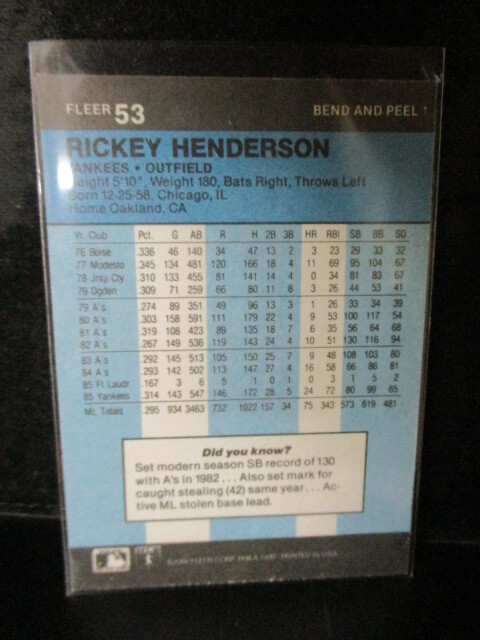 FLEER 53 BEND AND PEEL
RICKEY HENDERSON
YANKEES • OUTFIELD
Height 5'10", Weight 180, Bats Right, Throws Left
Born 12-25-58, Chicago, IL
Home Oakland, CA
Yr. Club Pct. G AB R H 2B 3B HR RBI SB BB SO
76 Boise .336 46 140 34 47 13 2 3 23 29 33 32
77 Modesto .345 134 481 120 166 18 4 11 69 95 104 67
78 Jrsy Cty .310 133 455 81 141 14 4 0 34 81 83 67
79 Ogden .309 71 259 66 80 11 8 3 26 44 53 41
79 A's .274 89 351 49 96 13 3 1 26 33 34 39
80 A's .303 158 591 111 179 22 4 9 53 100 117 54
81 A's .319 108 423 89 135 18 7 6 35 56 64 68
82 A's .267 149 536 119 143 24 4 10 51 130 116 94
83 A's .292 145 513 105 150 25 7 9 48 108 103 80
84 A's .293 142 502 113 147 27 4 16 58 66 86 81
85 Ft Laudr .167 3 6 5 1 0 1 0 3 1 5 2
85 Yankees .314 143 547 146 172 28 5 24 72 80 99 65
ML Totals .295 934 3463 732 1022 157 34 75 343 573 619 481
Did you know?
Set modern season SB record of 130
with A's in 1982 . . . Also set mark for
caught stealing (42) same year . . . Ac-
tive ML stolen base lead.
FLEER CORP. PHILA PRINTED IN USA